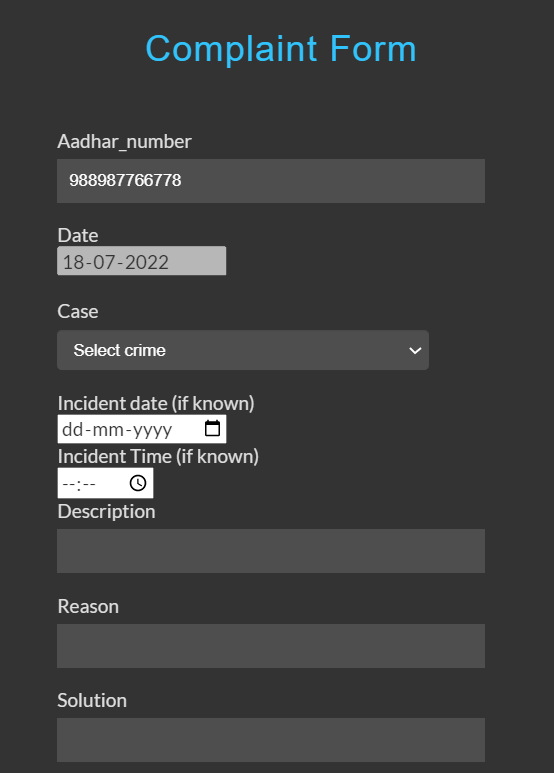 Complaint Form
Aadhar_number
988987766778
Date
18-07-2022
Case
Select crime
Incident date (if known)
dd-mm-yyyy
Incident Time (if known)
--:--
Description
Reason
Solution